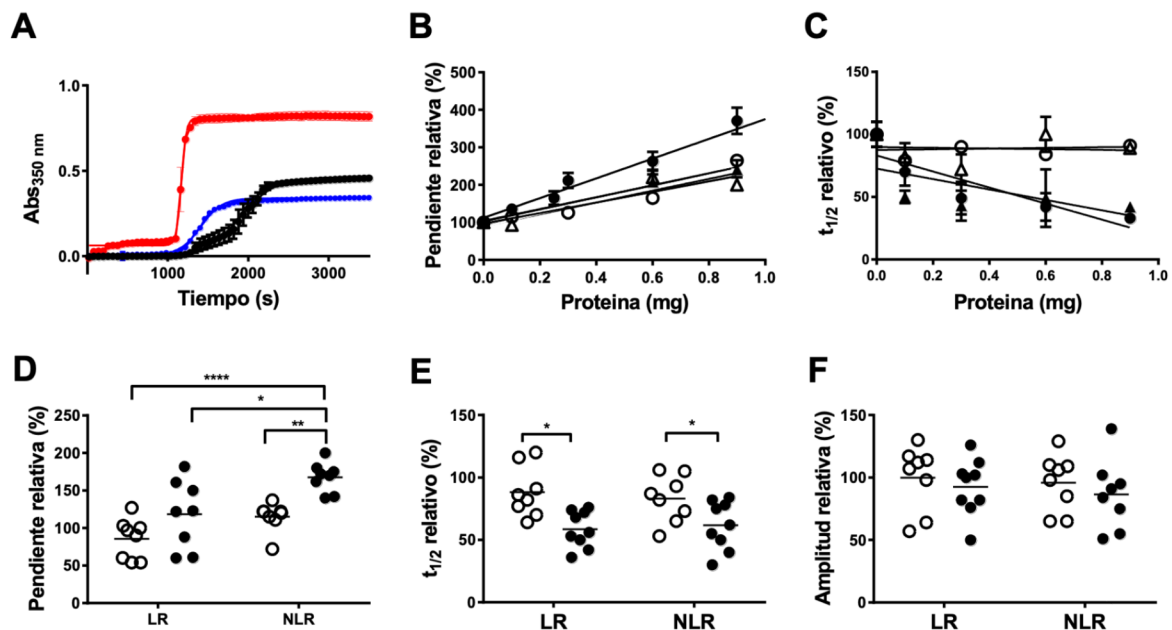 A
Abs350 nm
1.0
0.5
0.0
1000
2000
3000
Tiempo (s)
B
Pendiente relativa (%)
500
400
300
200
100
0
0.0
0.2
0.4
0.6
0.8
1.0
Proteina (mg)
C
t1/2 relativo (%)
150
100
50
0
0.0
0.2
0.4
0.6
0.8
1.0
Proteina (mg)
D
Pendiente relativa (%)
250
200
150
100
50
0
****
*
**
LR
NLR
E
t1/2 relativo (%)
150
100
50
0
*
*
LR
NLR
F
Amplitud relativa (%)
150
100
50
0
LR
NLR